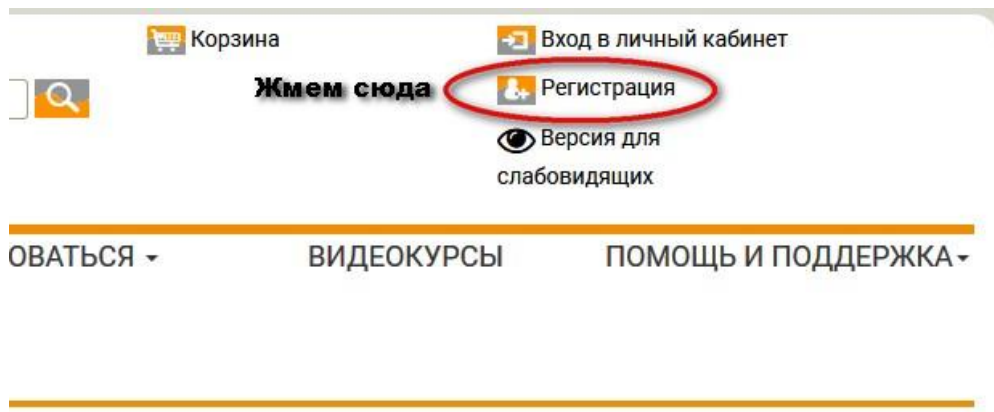 Корзина
Вход в личный кабинет
Жмем сюда
Регистрация
Версия для
слабовидящих
ОВАТЬСЯ
ВИДЕОКУРСЫ
ПОМОЩЬ И ПОДДЕРЖКА